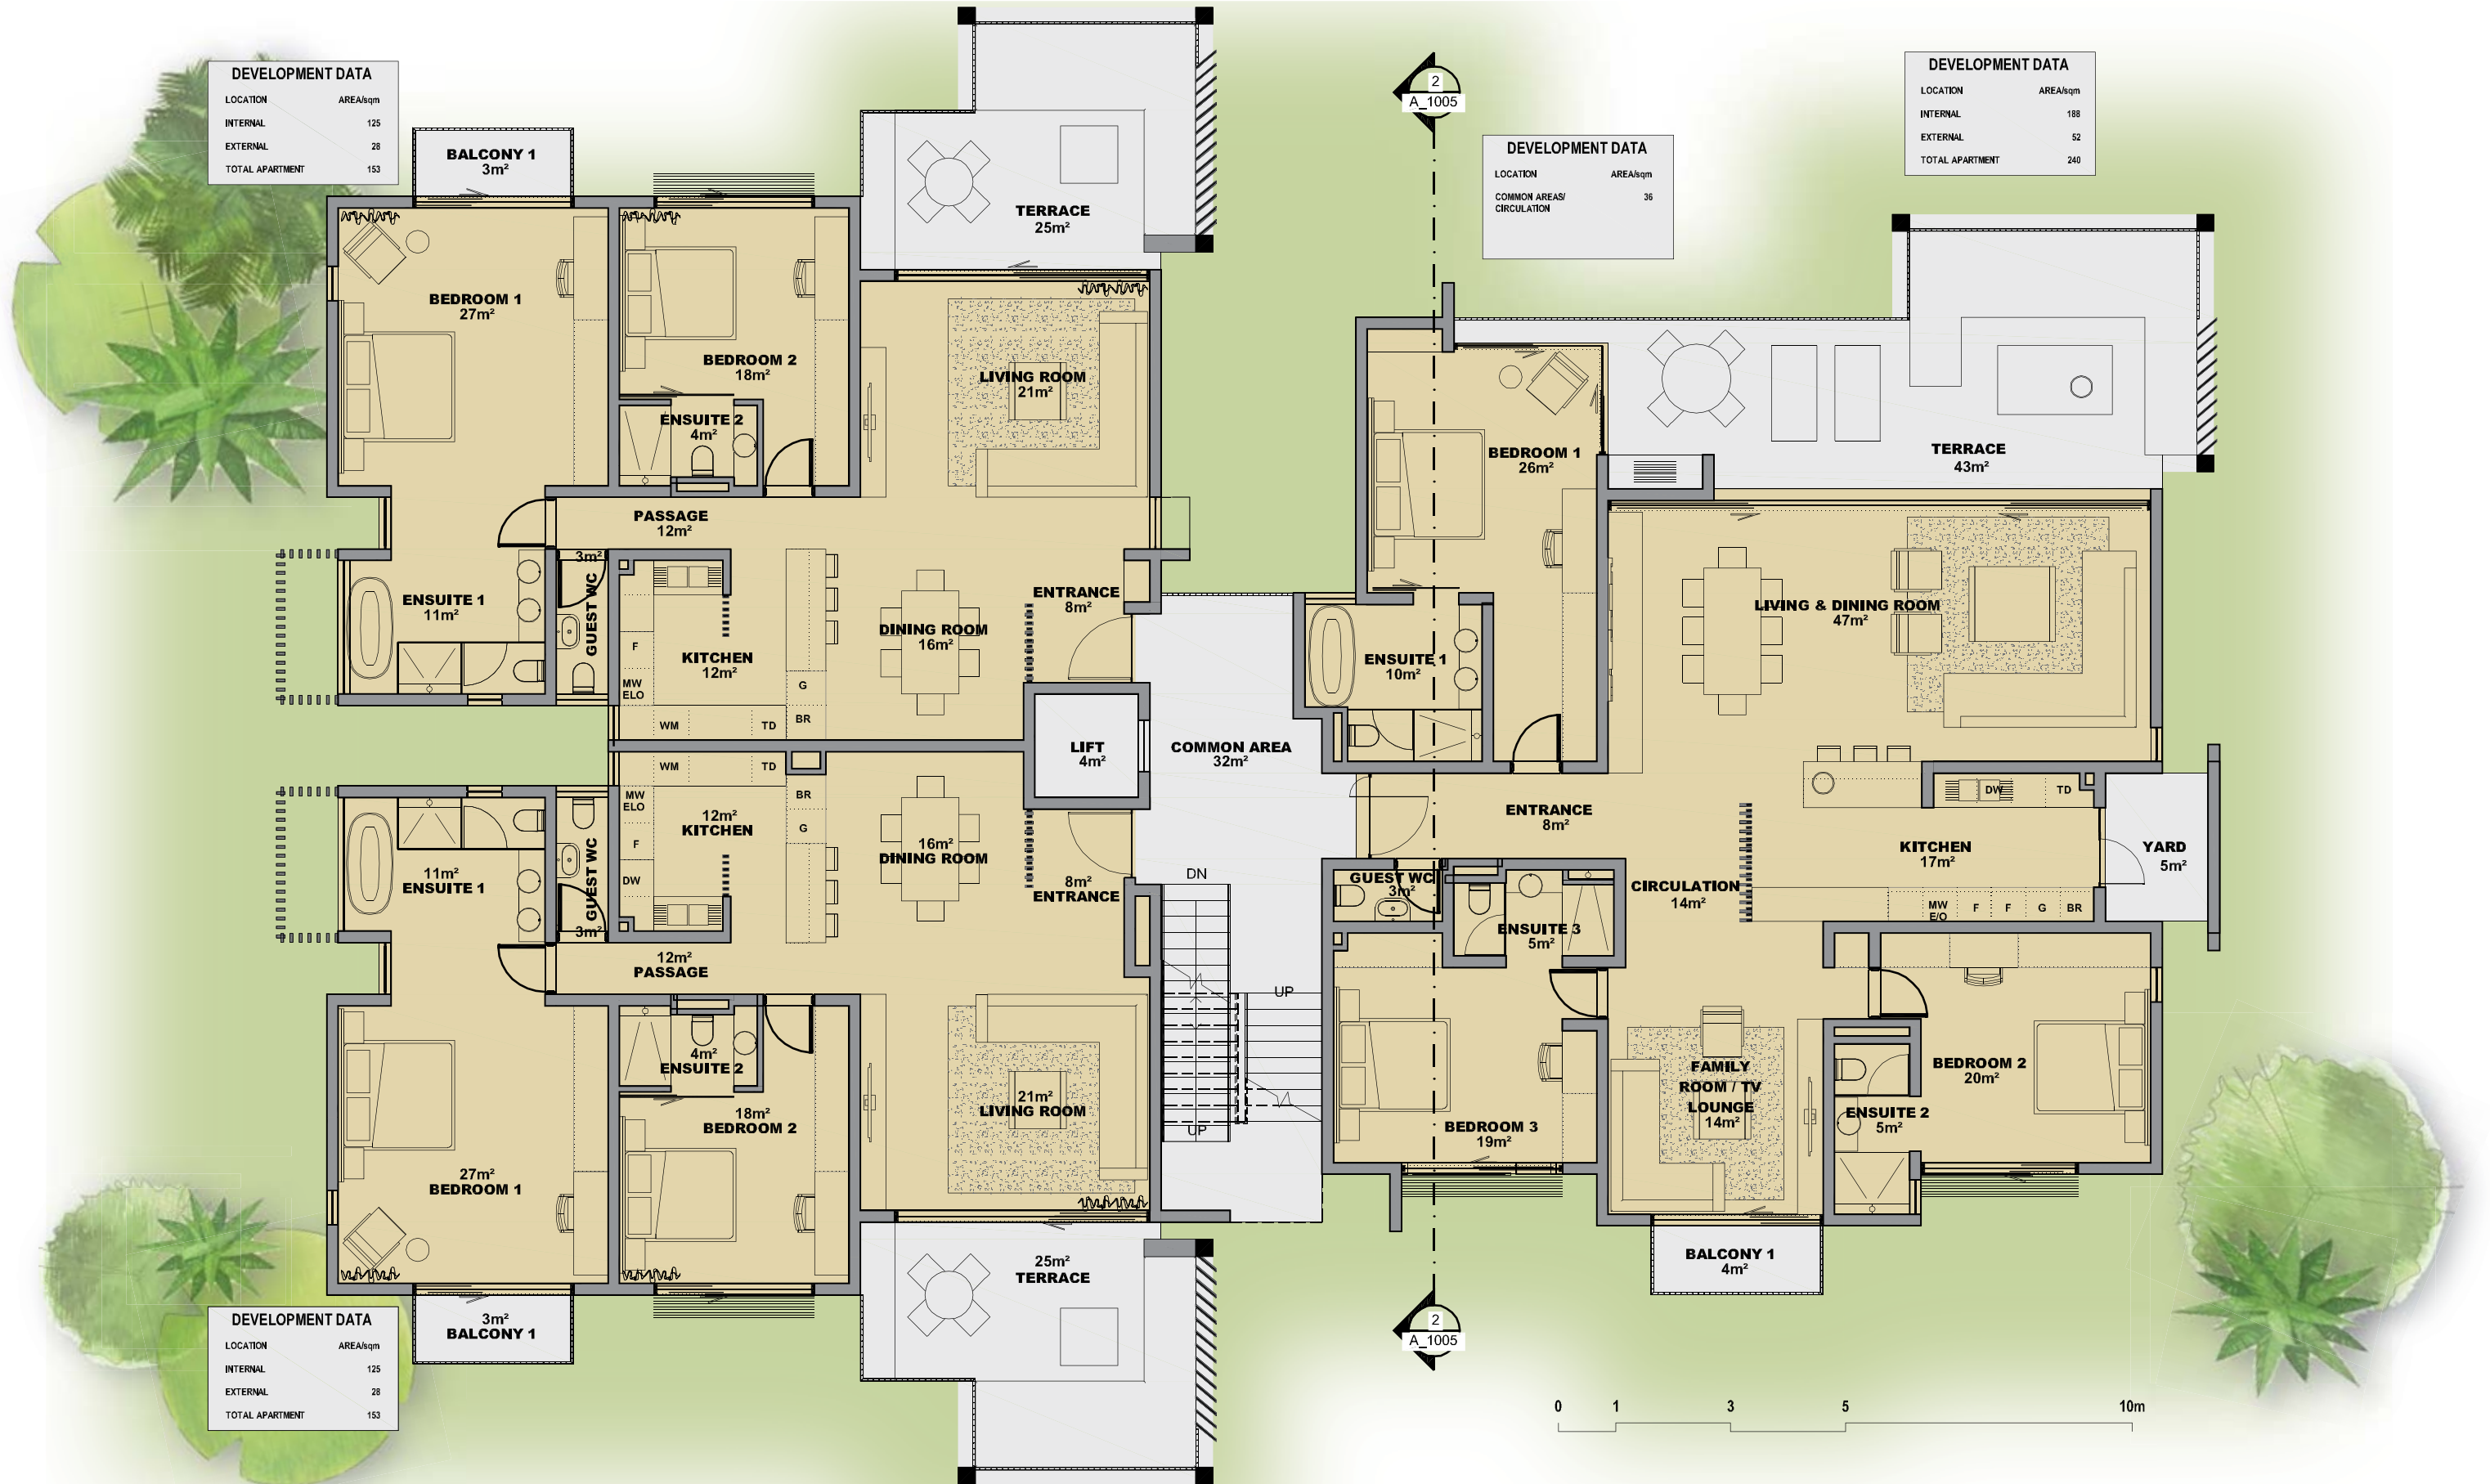 DEVELOPMENT DATA
LOCATION AREA/sqm
INTERNAL 125
EXTERNAL 28
TOTAL APARTMENT 153
BALCONY 1
3m²
BEDROOM 1
27m²
BEDROOM 2
18m²
ENSUITE 2
4m²
TERRACE
25m²
LIVING ROOM
21m²
PASSAGE
12m²
ENSUITE 1
11m²
3m²
GUEST WC
KITCHEN
12m²
F
MW
ELO
WM
TD
G
BR
DINING ROOM
16m²
ENTRANCE
8m²
LIFT
4m²
COMMON AREA
32m²
WM
TD
MW
ELO
F
DW
BR
G
12m²
KITCHEN
16m²
DINING ROOM
8m²
ENTRANCE
11m²
ENSUITE 1
GUEST WC
3m²
12m²
PASSAGE
4m²
ENSUITE 2
18m²
BEDROOM 2
21m²
LIVING ROOM
27m²
BEDROOM 1
25m²
TERRACE
3m²
BALCONY 1
DEVELOPMENT DATA
LOCATION AREA/sqm
INTERNAL 125
EXTERNAL 28
TOTAL APARTMENT 153
DN
UP
UP
2
A_1005
DEVELOPMENT DATA
LOCATION AREA/sqm
COMMON AREAS/ 36
CIRCULATION
DEVELOPMENT DATA
LOCATION AREA/sqm
INTERNAL 188
EXTERNAL 52
TOTAL APARTMENT 240
BEDROOM 1
26m²
TERRACE
43m²
LIVING & DINING ROOM
47m²
ENSUITE 1
10m²
ENTRANCE
8m²
DW
TD
KITCHEN
17m²
YARD
5m²
MW
E/O
F
F
G
BR
GUEST WC
3m²
CIRCULATION
14m²
ENSUITE 3
5m²
FAMILY
ROOM / TV
LOUNGE
14m²
BEDROOM 2
20m²
ENSUITE 2
5m²
BEDROOM 3
19m²
BALCONY 1
4m²
2
A_1005
0 1 3 5 10m